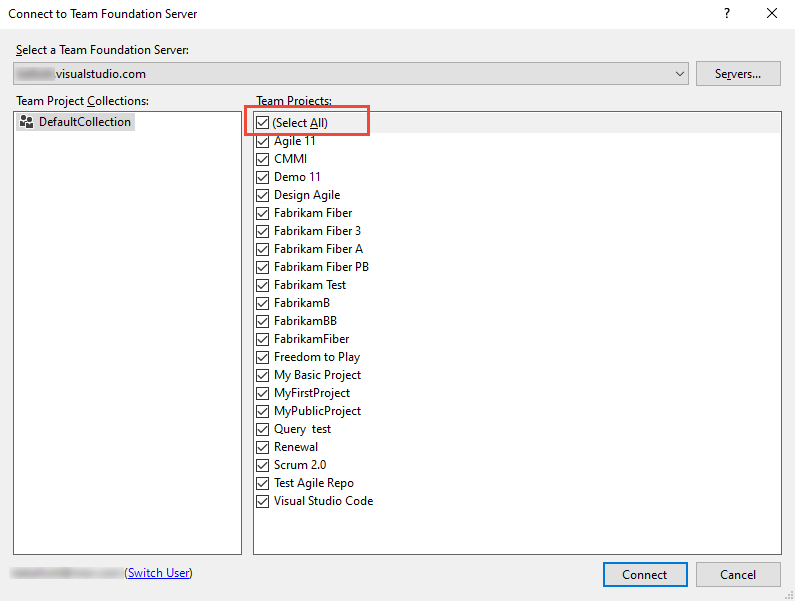 Connect to Team Foundation Server
?
Select a Team Foundation Server:
.visualstudio.com
Servers...
Team Project Collections:
Team Projects:
DefaultCollection
(Select All)
Agile 11
CMMI
Demo 11
Design Agile
Fabrikam Fiber
Fabrikam Fiber 3
Fabrikam Fiber A
Fabrikam Fiber PB
Fabrikam Test
FabrikamB
FabrikamBB
FabrikamFiber
Freedom to Play
My Basic Project
MyFirstProject
MyPublicProject
Query  test
Renewal
Scrum 2.0
Test Agile Repo
Visual Studio Code
(Switch User)
Connect
Cancel